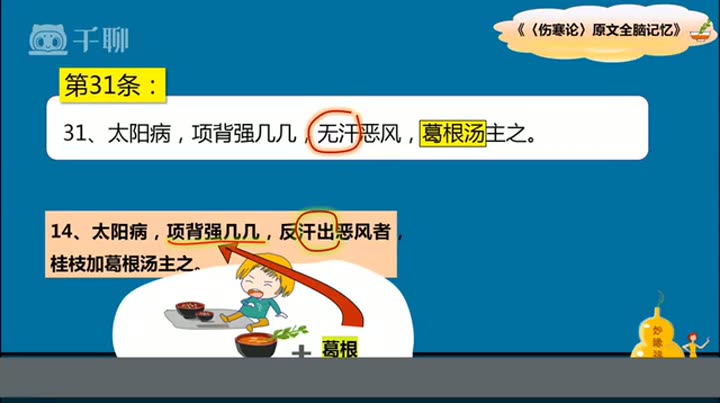 千聊
《〈伤寒论〉原文全脑记忆》
第31条：
31、太阳病，项背强几几，无汗恶风，葛根汤主之。
14、太阳病，项背强几几，反汗出恶风者，
桂枝加葛根汤主之。
+ 葛根